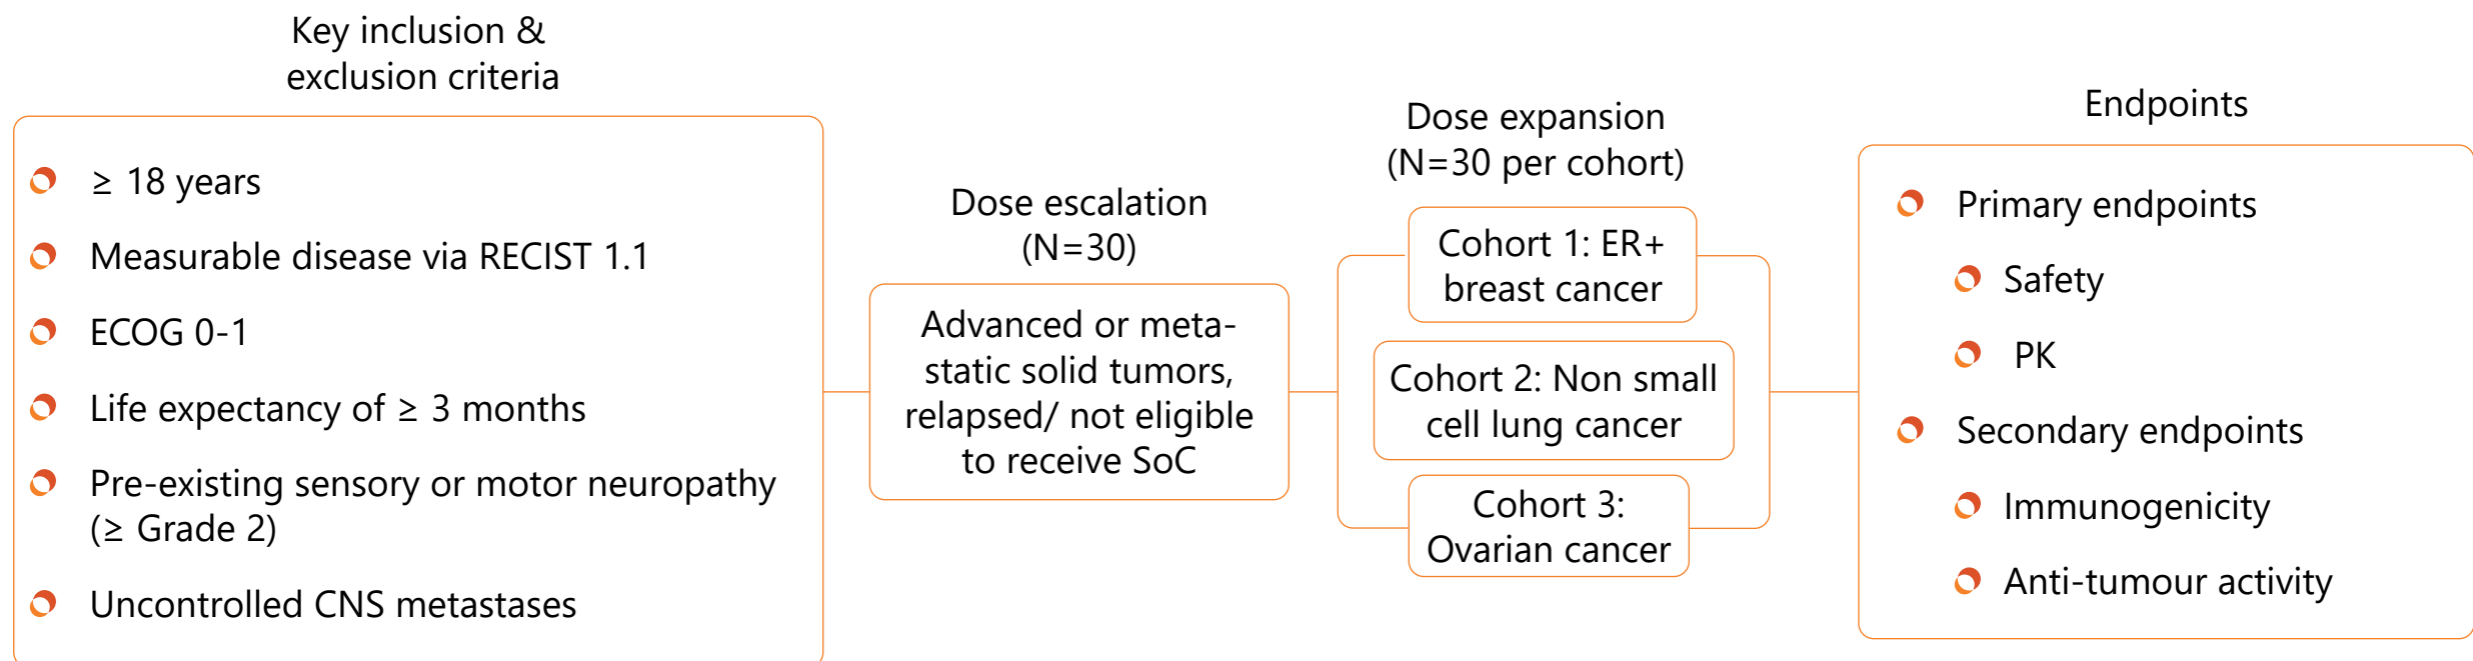 Key inclusion &
exclusion criteria
≥ 18 years
Measurable disease via RECIST 1.1
ECOG 0-1
Life expectancy of ≥ 3 months
Pre-existing sensory or motor neuropathy
(≥ Grade 2)
Uncontrolled CNS metastases
Dose escalation
(N=30)
Advanced or meta-
static solid tumors,
relapsed/ not eligible
to receive SoC
Dose expansion
(N=30 per cohort)
Cohort 1: ER+
breast cancer
Cohort 2: Non small
cell lung cancer
Cohort 3:
Ovarian cancer
Endpoints
Primary endpoints
Safety
PK
Secondary endpoints
Immunogenicity
Anti-tumour activity